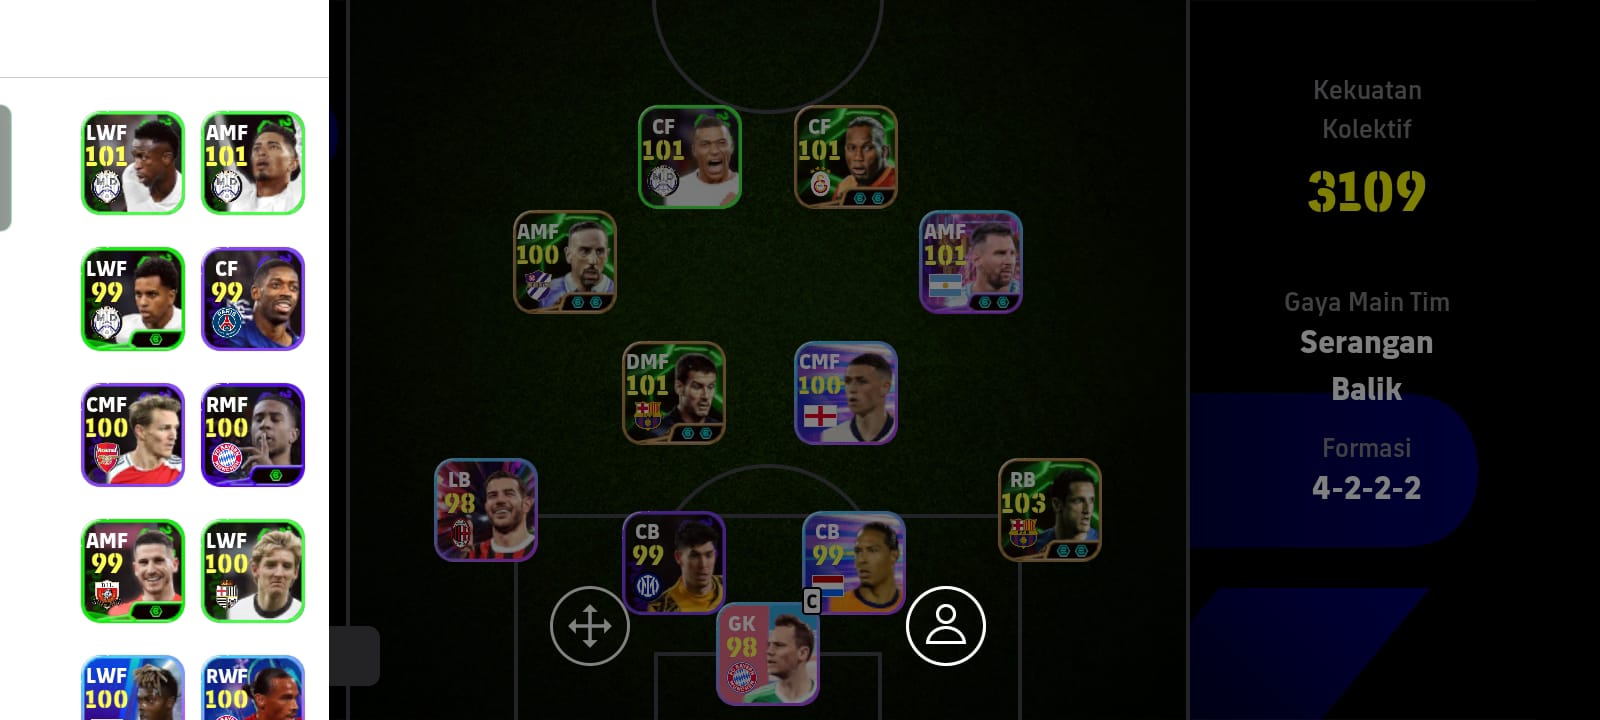 LWF
101
AMF
101
LWF
99
CF
99
CMF
100
RMF
100
AMF
99
LWF
100
LWF
100
RWF
100
CF
101
CF
101
AMF
100
AMF
101
DMF
101
CMF
100
LB
98
CB
99
CB
99
RB
103
C
GK
98
Kekuatan
Kolektif
3109
Gaya Main Tim
Serangan
Balik
Formasi
4-2-2-2